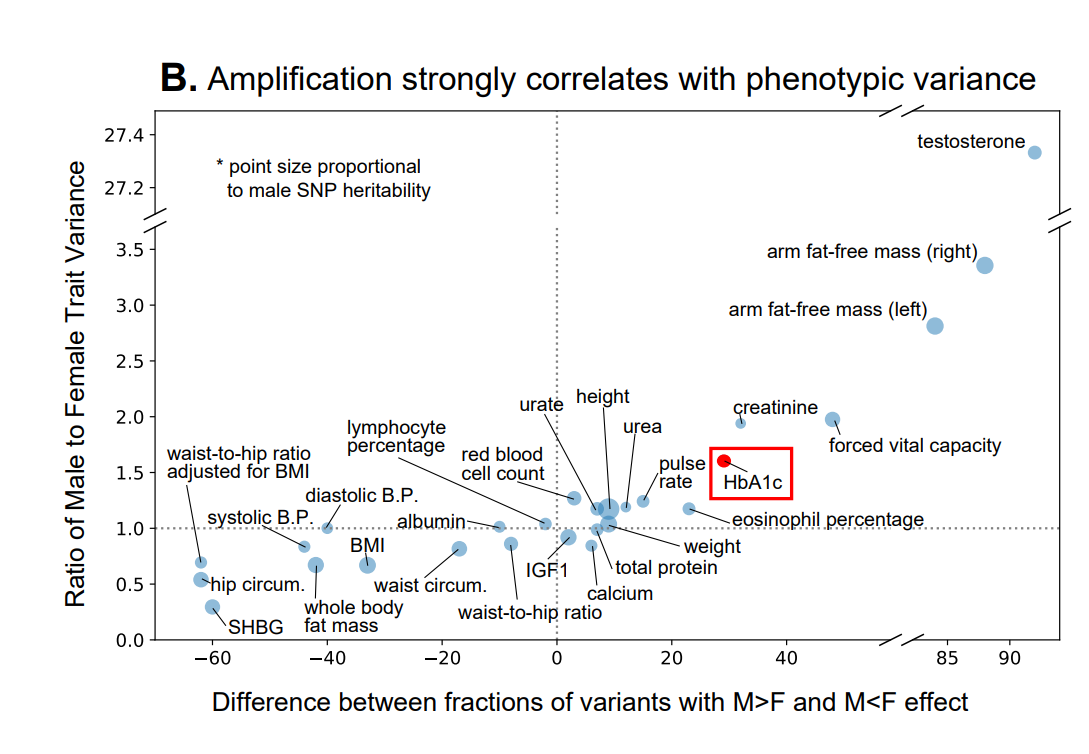 B. Amplification strongly correlates with phenotypic variance
Ratio of Male to Female Trait Variance
27.4
27.2
3.5
3.0
2.5
2.0
1.5
1.0
0.5
0.0
* point size proportional
to male SNP heritability
testosterone
arm fat-free mass (right)
arm fat-free mass (left)
creatinine
forced vital capacity
urate
height
urea
lymphocyte
percentage
red blood
cell count
pulse
rate
HbA1c
waist-to-hip ratio
adjusted for BMI
diastolic B.P.
systolic B.P.
albumin
eosinophil percentage
BMI
weight
IGF1
total protein
hip circum.
waist circum.
calcium
whole body
fat mass
waist-to-hip ratio
SHBG
−60
−40
−20
0
20
40
85
90
Difference between fractions of variants with M>F and M<F effect